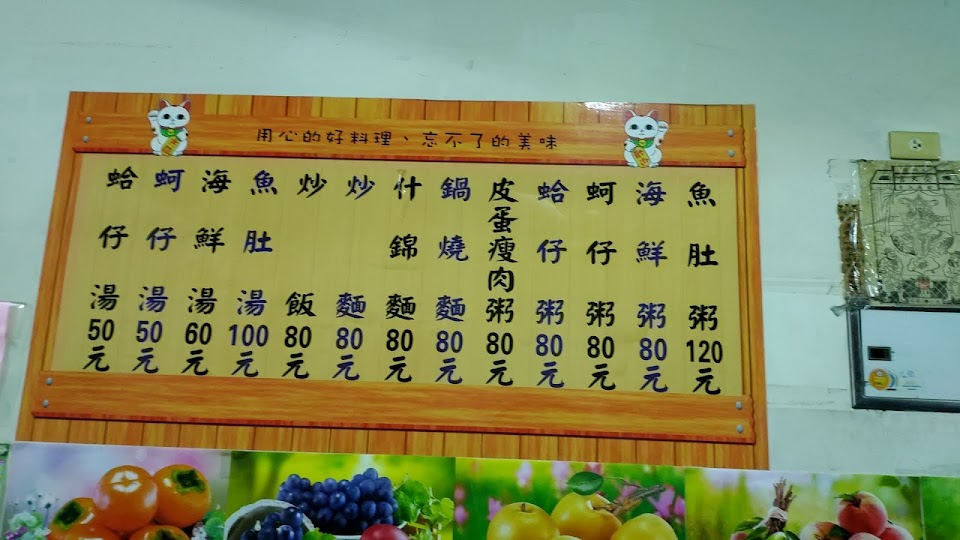 用心的好料理、忘不了的美味
魚肚粥120元
海鮮粥80元
蚵仔粥80元
蛤仔粥80元
皮蛋瘦肉粥80元
鍋燒麵80元
什錦麵80元
炒麵80元
炒飯80元
魚肚湯100元
海鮮湯60元
蚵仔湯50元
蛤仔湯50元